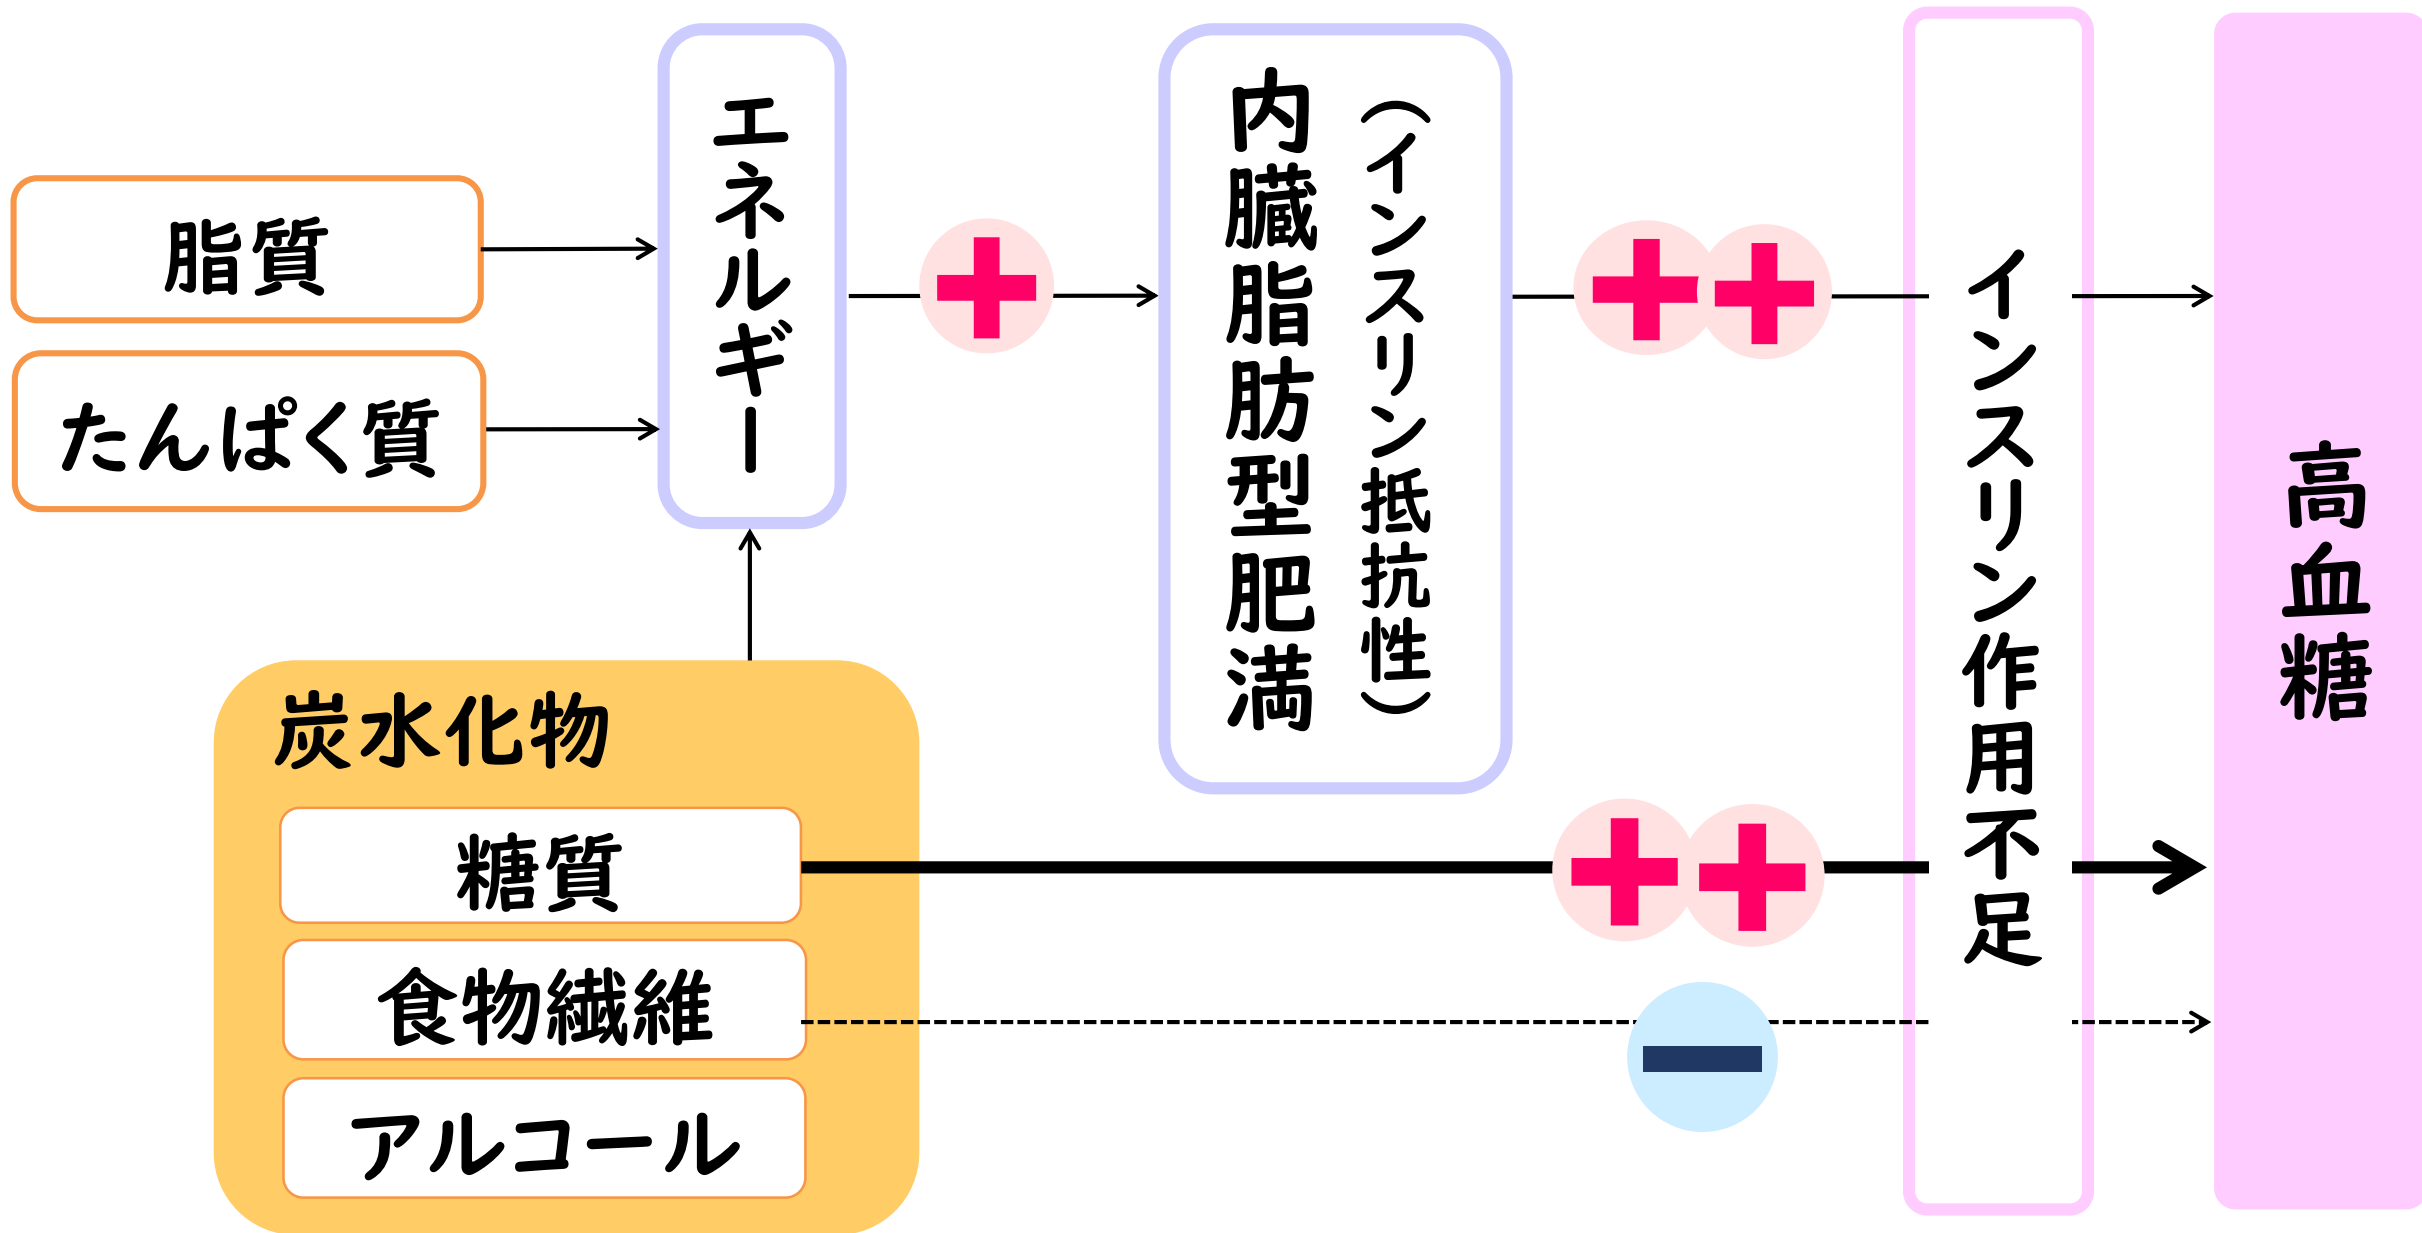 脂質
たんぱく質
エネルギー
内臓脂肪型肥満
（インスリン抵抗性）
インスリン作用不足
高血糖
炭水化物
糖質
食物繊維
アルコール